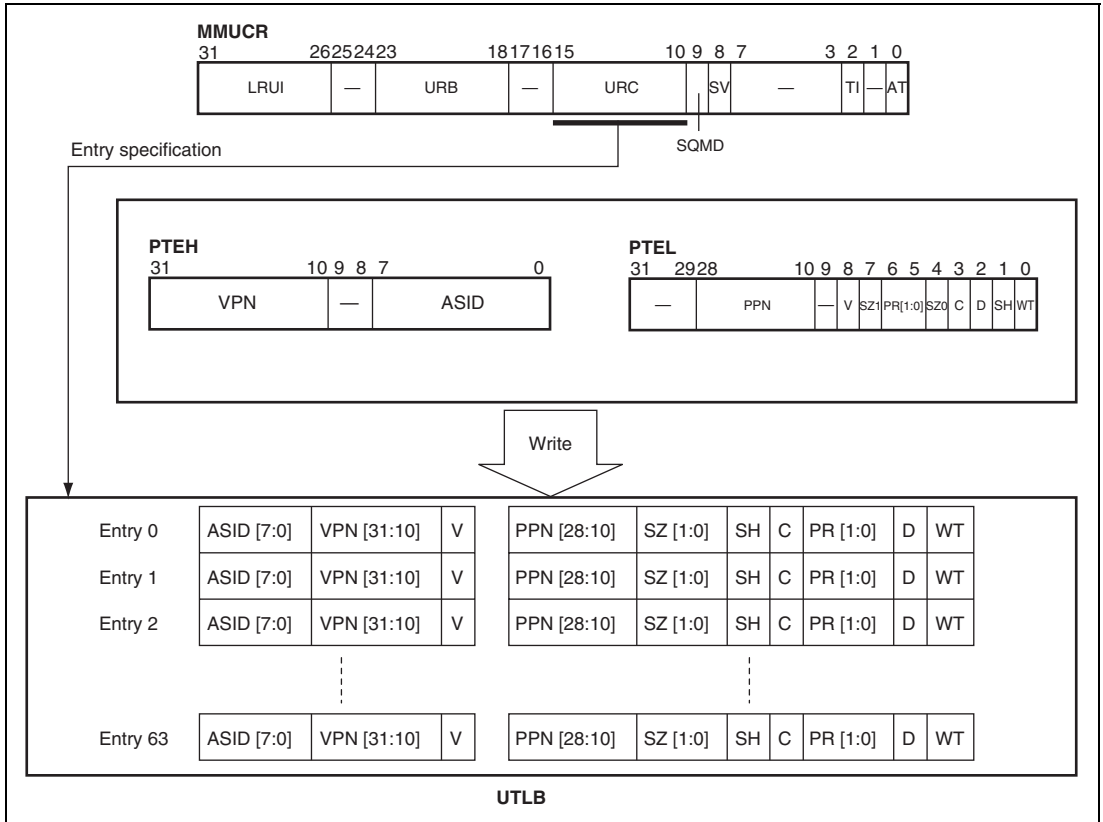 MMUCR
31 26 25 24 23 18 17 16 15 10 9 8 7 3 2 1 0
LRUI — URB — URC SV — TI — AT
SQMD
Entry specification
PTEH
31 10 9 8 7 0
VPN — ASID
PTEL
31 29 28 10 9 8 7 6 5 4 3 2 1 0
— PPN — V SZ1 PR[1:0] SZ0 C D SH WT
Write
Entry 0 ASID [7:0] VPN [31:10] V PPN [28:10] SZ [1:0] SH C PR [1:0] D WT
Entry 1 ASID [7:0] VPN [31:10] V PPN [28:10] SZ [1:0] SH C PR [1:0] D WT
Entry 2 ASID [7:0] VPN [31:10] V PPN [28:10] SZ [1:0] SH C PR [1:0] D WT
Entry 63 ASID [7:0] VPN [31:10] V PPN [28:10] SZ [1:0] SH C PR [1:0] D WT
UTLB